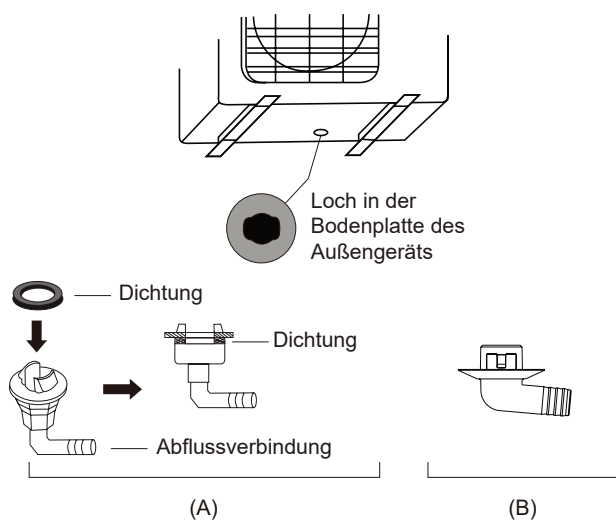 Loch in der
Bodenplatte des
Außengeräts
Dichtung
Dichtung
Abflussverbindung
(A)
(B)